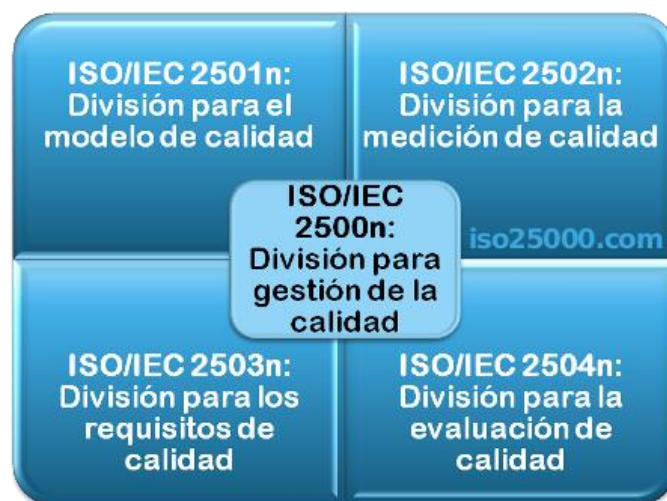 ISO/IEC 2501n:
División para el
modelo de calidad
ISO/IEC 2502n:
División para la
medición de calidad
ISO/IEC
2500n:
División para
gestión de la
calidad
iso25000.com
ISO/IEC 2503n:
División para los
requisitos de
calidad
ISO/IEC 2504n:
División para la
evaluación de
calidad